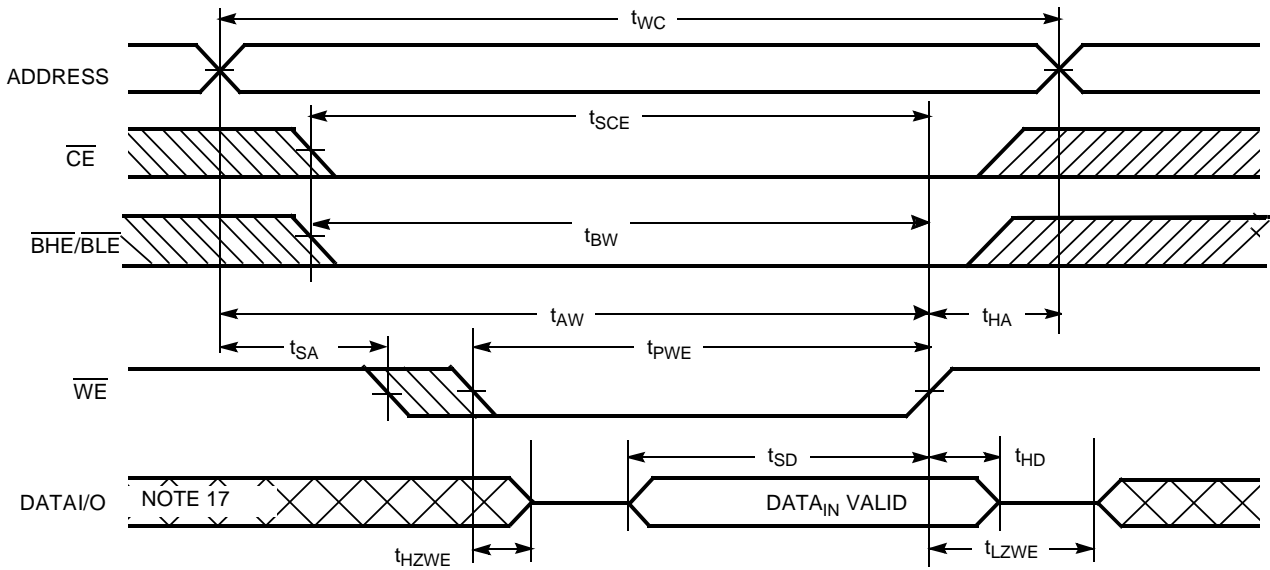 tWC
ADDRESS
tSCE
CE
tBW
BHE/BLE
tAW
tHA
tSA
tPWE
WE
tSD
tHD
DATAI/O
NOTE 17
DATAIN VALID
tHZWE
tLZWE